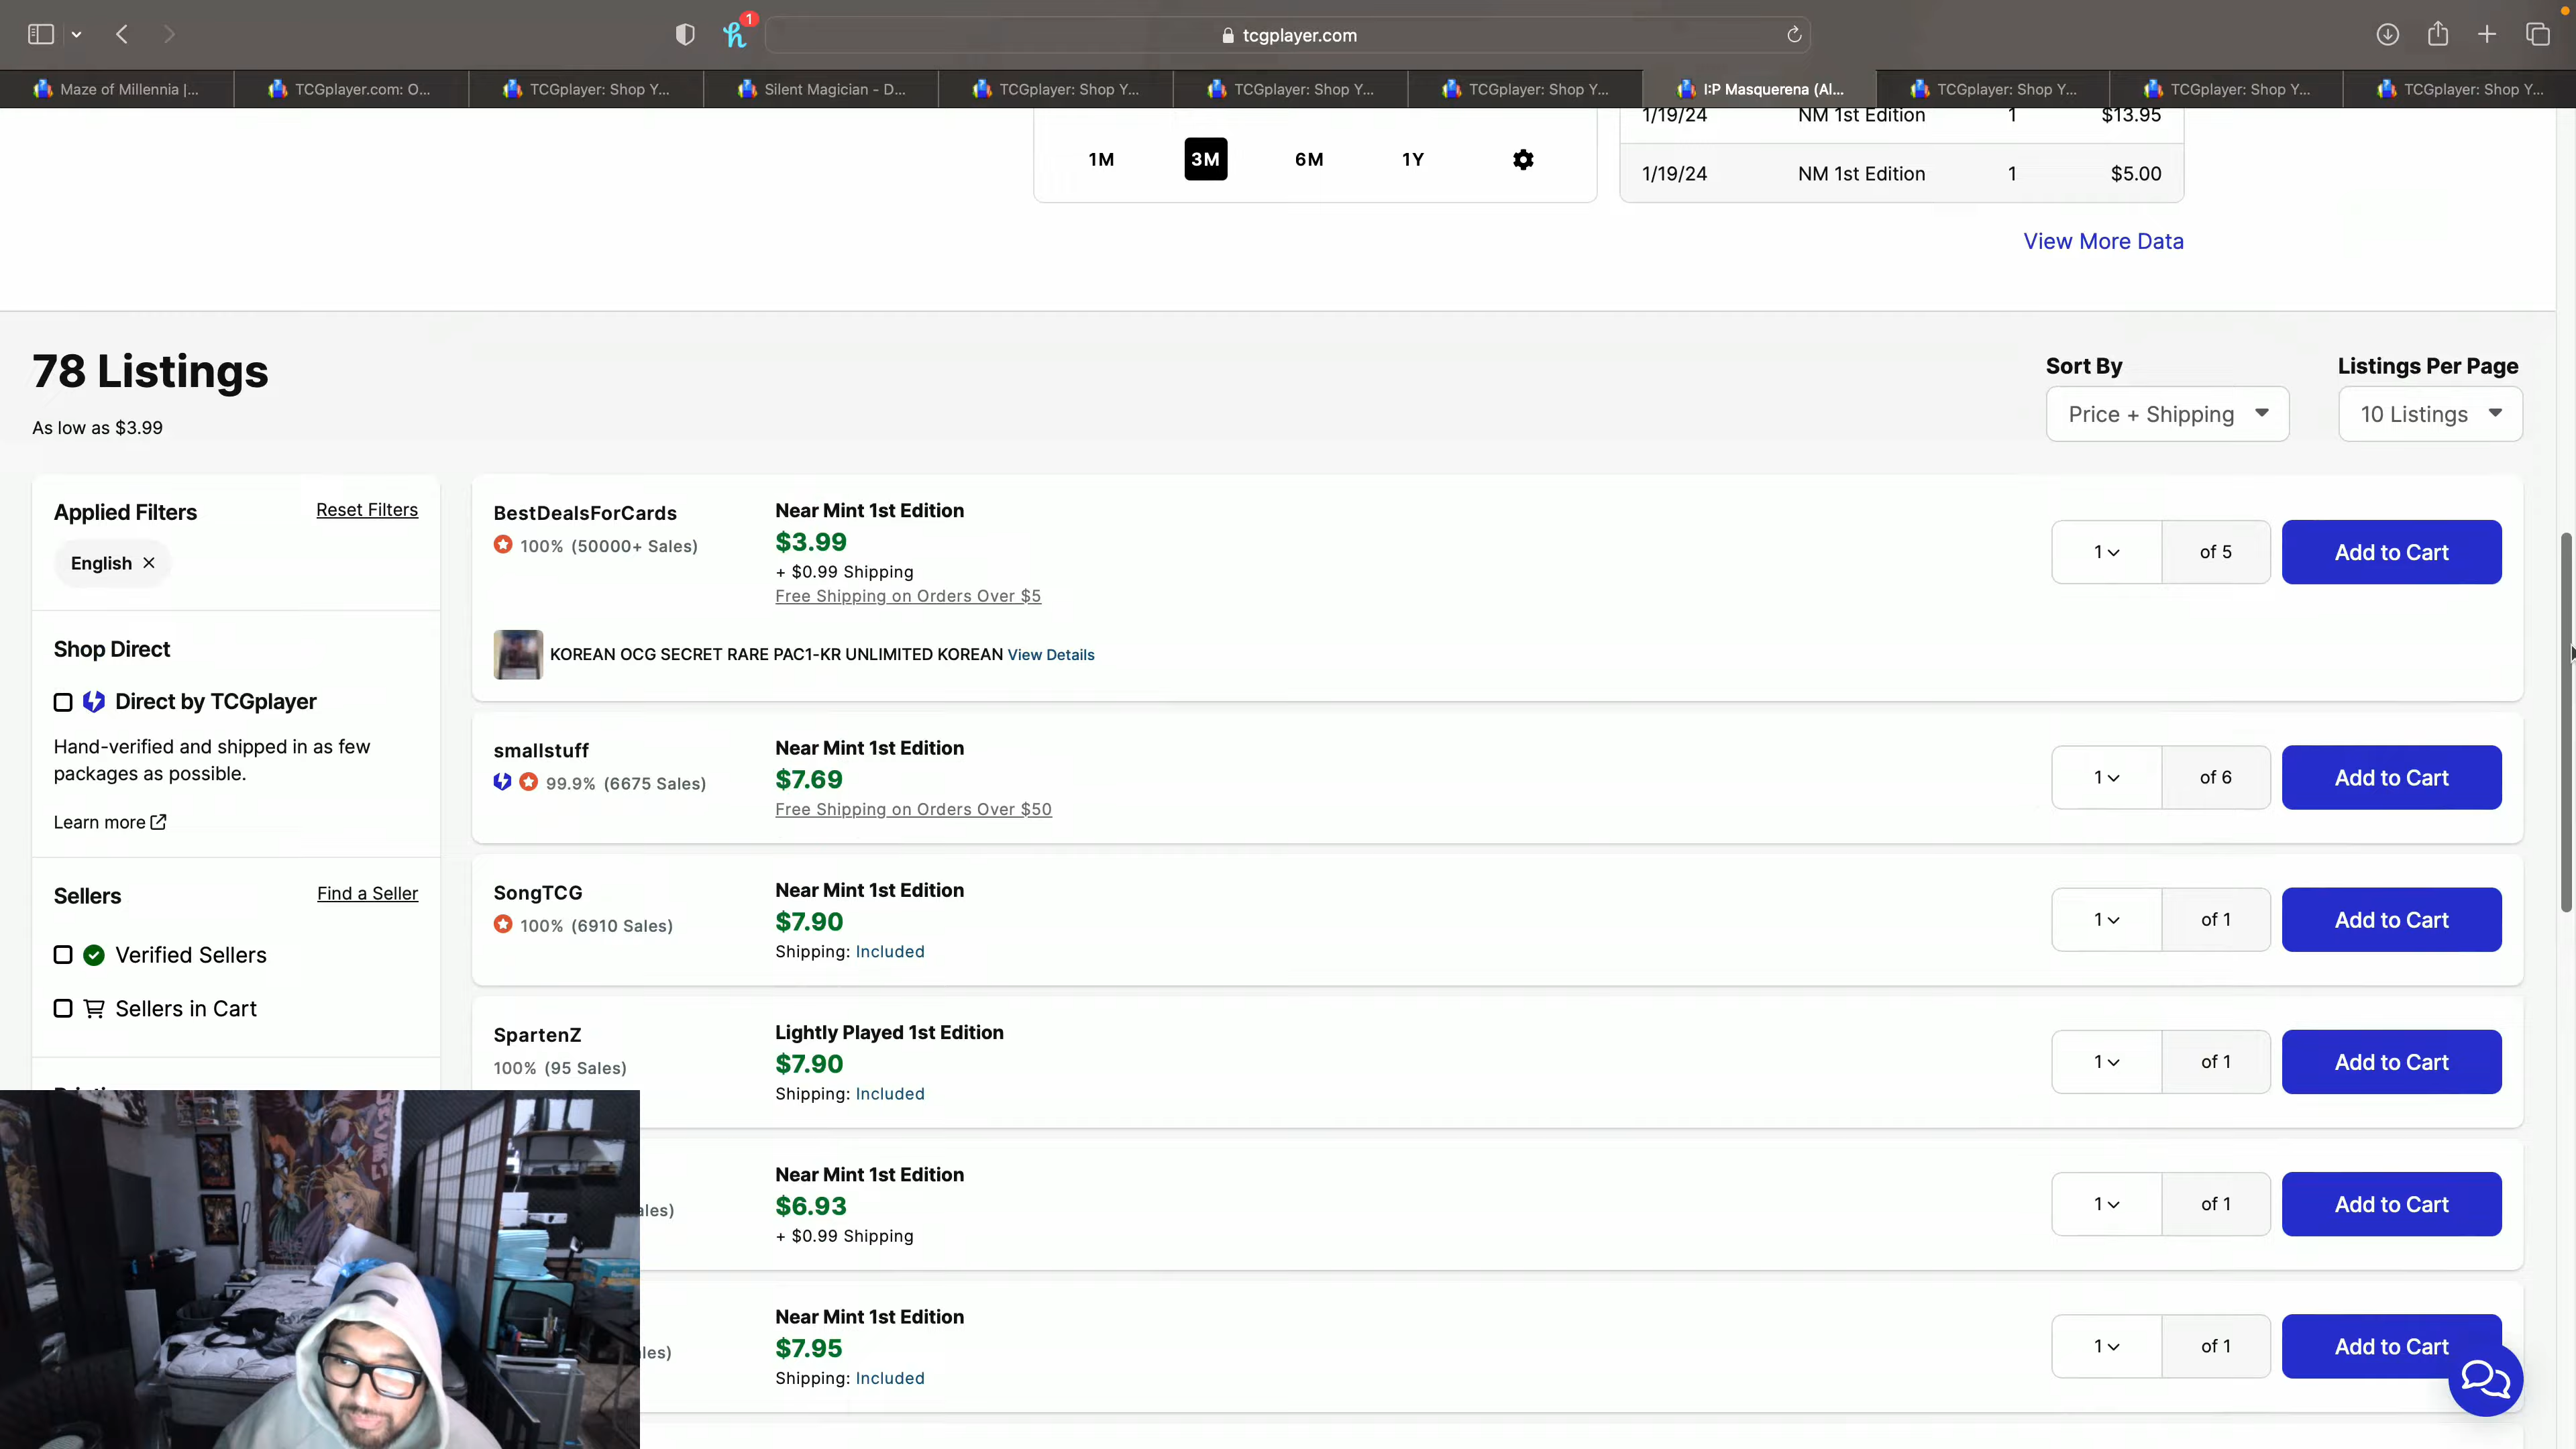 1
tcgplayer.com
Maze of Millennia |...
TCGplayer.com: O...
TCGplayer: Shop Y...
Silent Magician - D...
TCGplayer: Shop Y...
TCGplayer: Shop Y...
TCGplayer: Shop Y...
I:P Masquerena (Al...
TCGplayer: Shop Y...
TCGplayer: Shop Y...
TCGplayer: Shop Y...
1M 3M 6M 1Y
1/19/24 NM 1st Edition 1 $13.95
1/19/24 NM 1st Edition 1 $5.00
View More Data
78 Listings
As low as $3.99
Sort By
Price + Shipping
Listings Per Page
10 Listings
Applied Filters Reset Filters
English
Shop Direct
Direct by TCGplayer
Hand-verified and shipped in as few
packages as possible.
Learn more
Sellers Find a Seller
Verified Sellers
Sellers in Cart
BestDealsForCards
100% (50000+ Sales)
Near Mint 1st Edition
$3.99
+ $0.99 Shipping
Free Shipping on Orders Over $5
KOREAN OCG SECRET RARE PAC1-KR UNLIMITED KOREAN View Details
1 of 5 Add to Cart
smallstuff
99.9% (6675 Sales)
Near Mint 1st Edition
$7.69
Free Shipping on Orders Over $50
1 of 6 Add to Cart
SongTCG
100% (6910 Sales)
Near Mint 1st Edition
$7.90
Shipping: Included
1 of 1 Add to Cart
SpartenZ
100% (95 Sales)
Lightly Played 1st Edition
$7.90
Shipping: Included
1 of 1 Add to Cart
ales)
Near Mint 1st Edition
$6.93
+ $0.99 Shipping
1 of 1 Add to Cart
les)
Near Mint 1st Edition
$7.95
Shipping: Included
1 of 1 Add to Cart